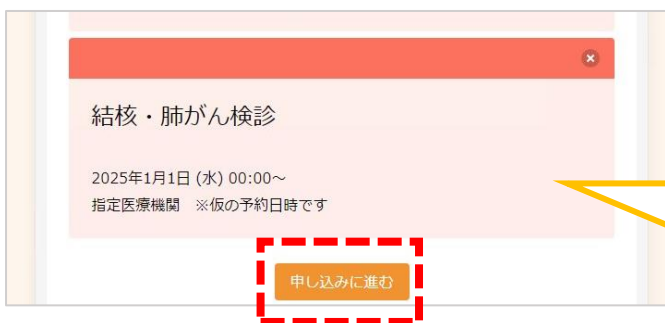 結核・肺がん検診
2025年1月1日 (水) 00:00～
指定医療機関 ※仮の予約日時です
申し込みに進む